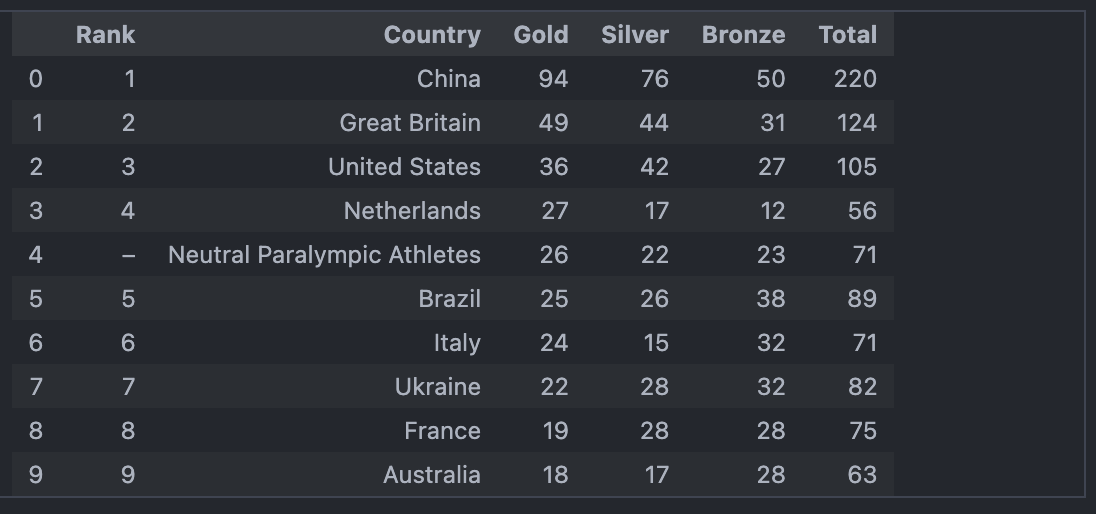 Rank Country Gold Silver Bronze Total
0 1 China 94 76 50 220
1 2 Great Britain 49 44 31 124
2 3 United States 36 42 27 105
3 4 Netherlands 27 17 12 56
4 – Neutral Paralympic Athletes 26 22 23 71
5 5 Brazil 25 26 38 89
6 6 Italy 24 15 32 71
7 7 Ukraine 22 28 32 82
8 8 France 19 28 28 75
9 9 Australia 18 17 28 63